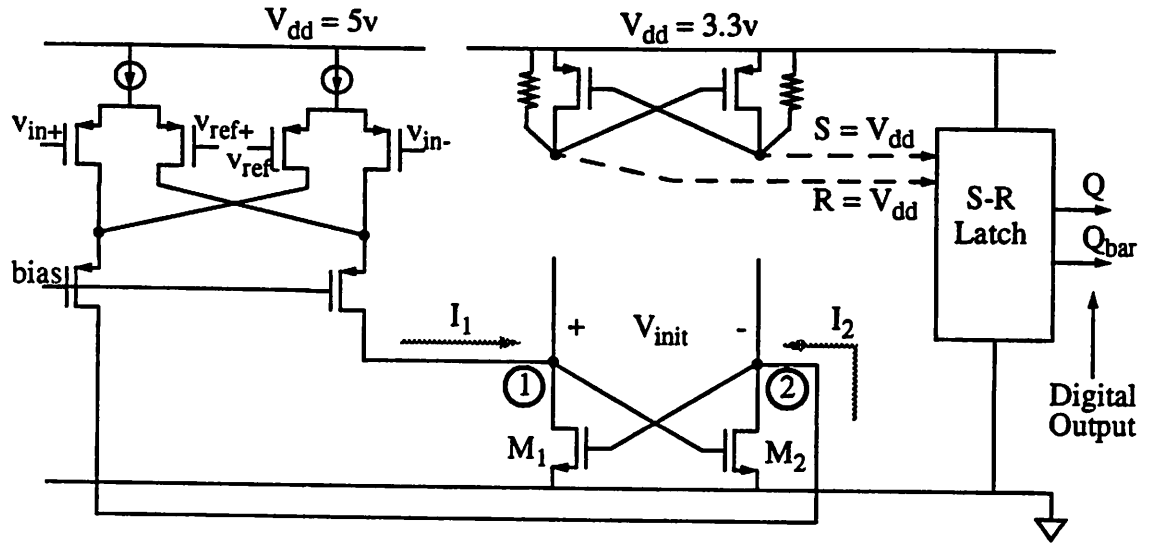 V_dd = 5v
V_dd = 3.3v
v_in+
v_ref+
v_ref-
v_in-
S = V_dd
R = V_dd
S-R
Latch
Q
Q_bar
bias
I_1
+ V_init -
I_2
1
2
M_1
M_2
Digital
Output